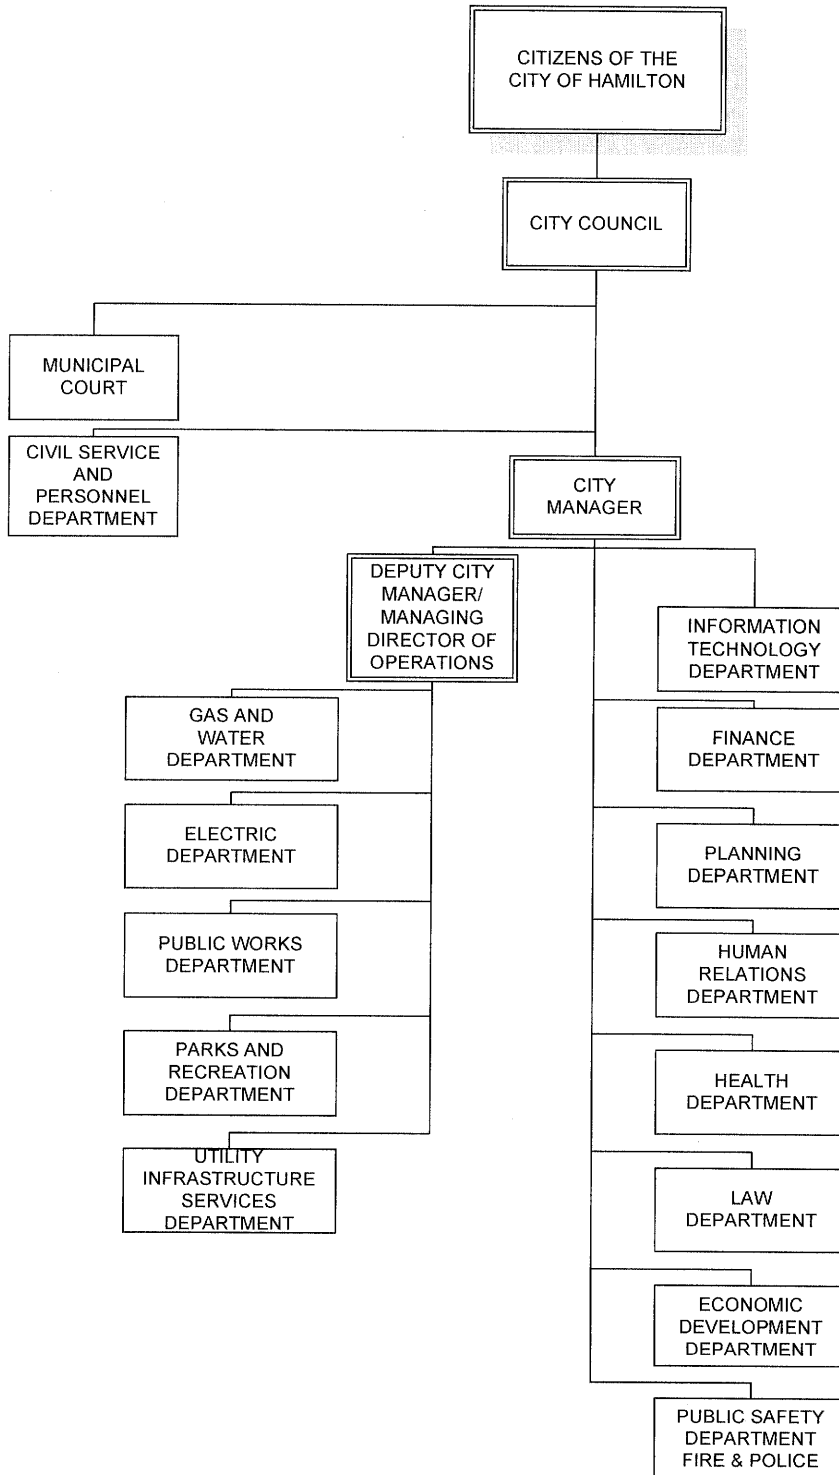 CITIZENS OF THE
CITY OF HAMILTON
CITY COUNCIL
MUNICIPAL
COURT
CIVIL SERVICE
AND
PERSONNEL
DEPARTMENT
CITY
MANAGER
DEPUTY CITY
MANAGER/
MANAGING
DIRECTOR OF
OPERATIONS
GAS AND
WATER
DEPARTMENT
ELECTRIC
DEPARTMENT
PUBLIC WORKS
DEPARTMENT
PARKS AND
RECREATION
DEPARTMENT
UTILITY
INFRASTRUCTURE
SERVICES
DEPARTMENT
INFORMATION
TECHNOLOGY
DEPARTMENT
FINANCE
DEPARTMENT
PLANNING
DEPARTMENT
HUMAN
RELATIONS
DEPARTMENT
HEALTH
DEPARTMENT
LAW
DEPARTMENT
ECONOMIC
DEVELOPMENT
DEPARTMENT
PUBLIC SAFETY
DEPARTMENT
FIRE & POLICE